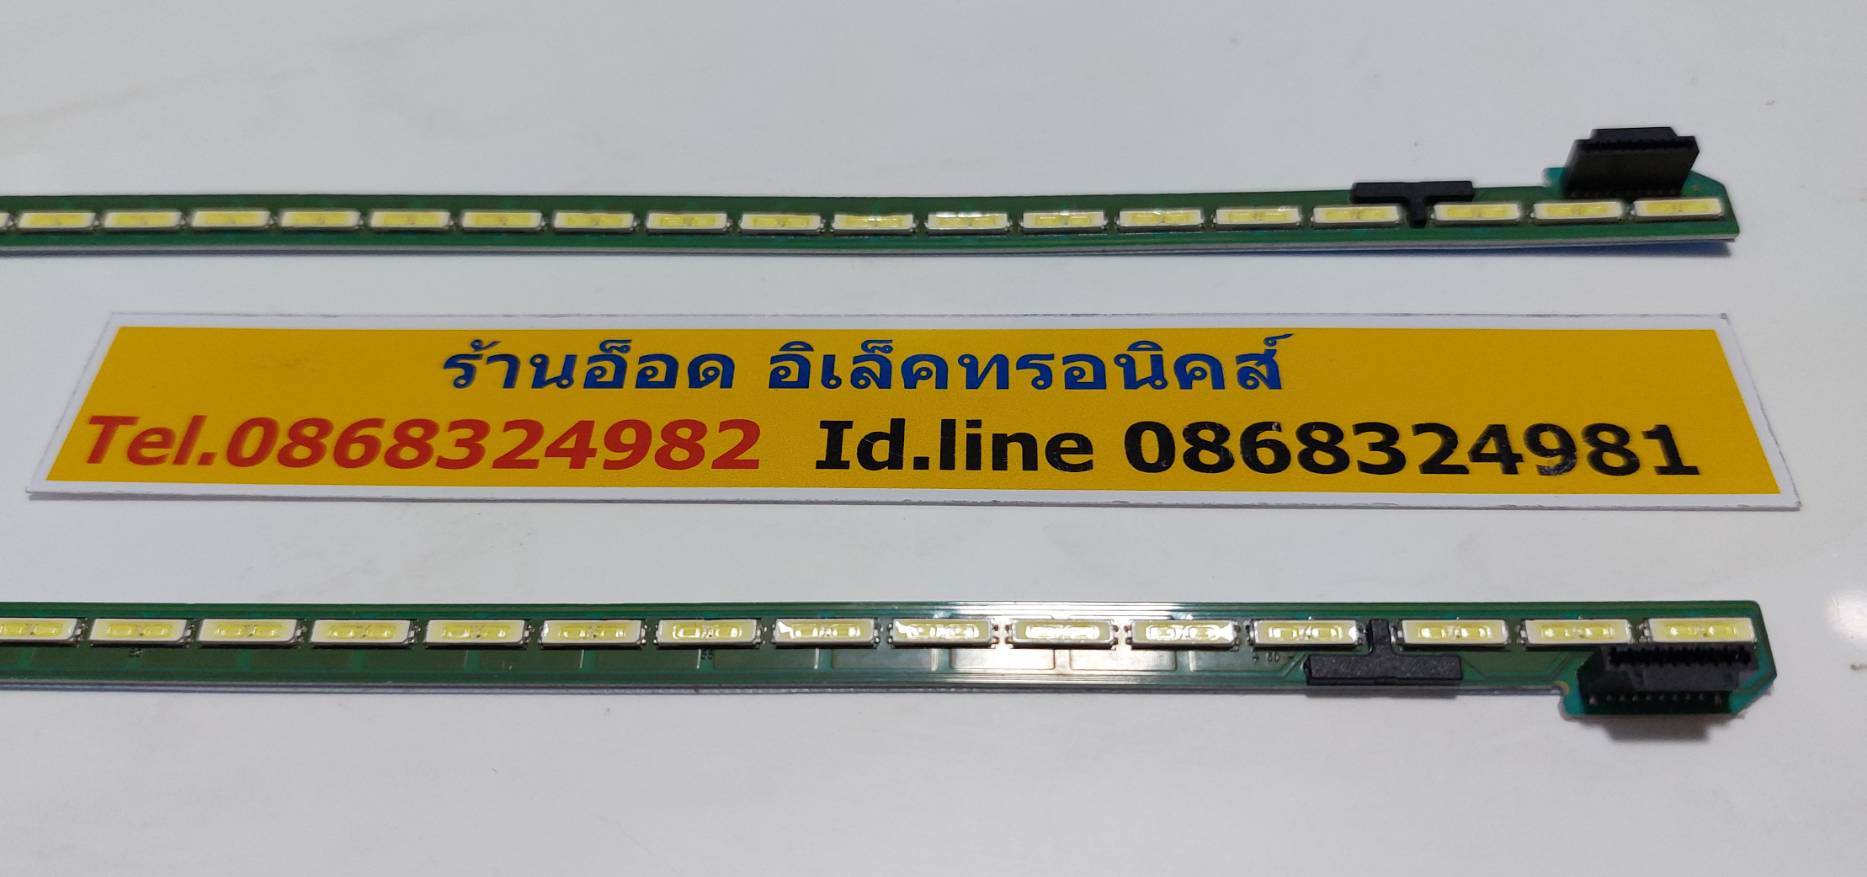 ร้านอ็อด อิเล็คทรอนิคส์
Tel.0868324982 Id.line 0868324981